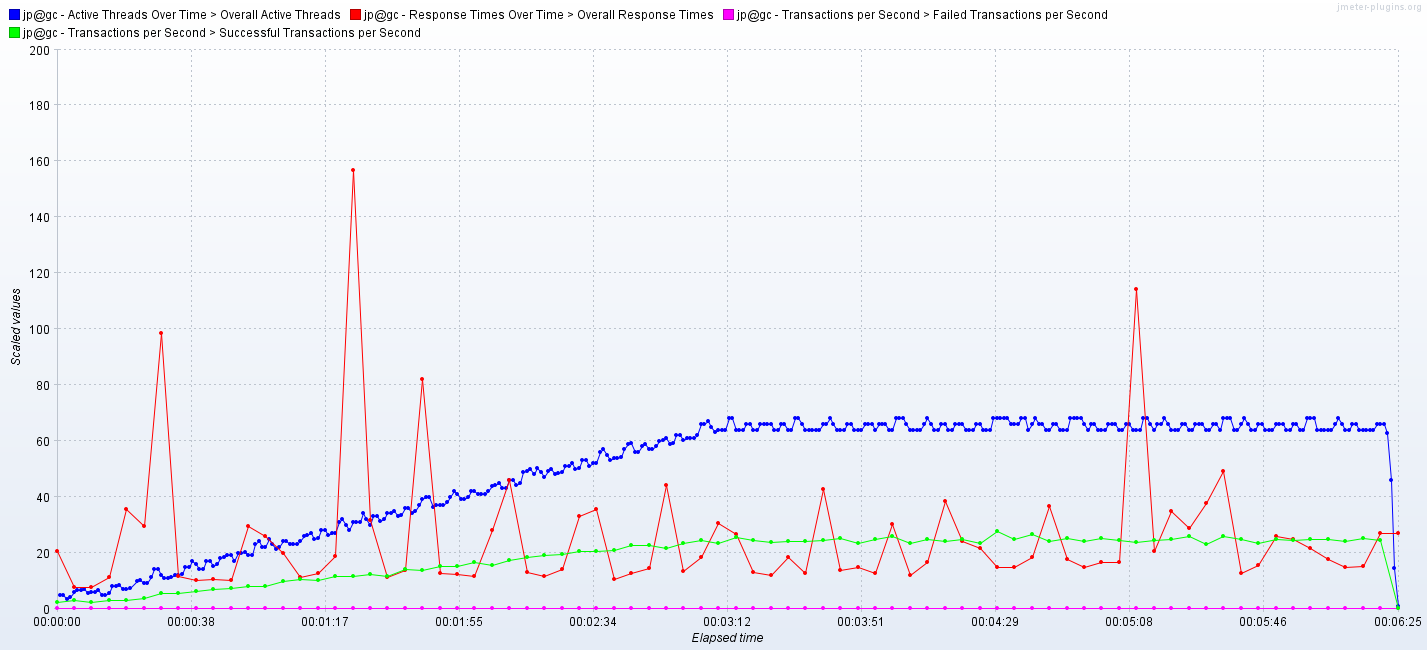 jmeter-plugins.org
jp@gc - Active Threads Over Time > Overall Active Threads jp@gc - Response Times Over Time > Overall Response Times jp@gc - Transactions per Second > Failed Transactions per Second
jp@gc - Transactions per Second > Successful Transactions per Second
200
180
160
140
120
100
80
60
40
20
0
Scaled values
00:00:00 00:00:38 00:01:17 00:01:55 00:02:34 00:03:12 00:03:51 00:04:29 00:05:08 00:05:46 00:06:25
Elapsed time